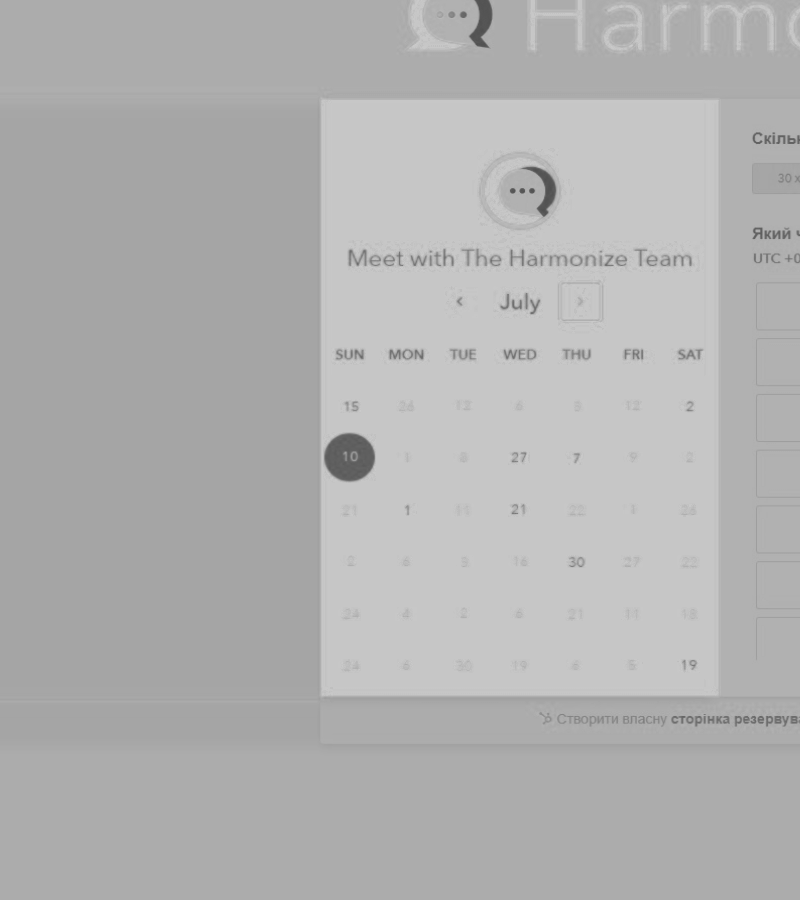 Harmo
Meet with The Harmonize Team
‹ July ›
SUN MON TUE WED THU FRI SAT
15 26 12 6 8 12 2
10 1 8 27 7 9 2
21 1 11 21 22 1 26
2 6 8 16 30 27 22
24 4 2 6 21 11 18
24 6 30 19 6 5 19
Скільк
30 х
Який ч
UTC +0
Створити власну сторінка резервува